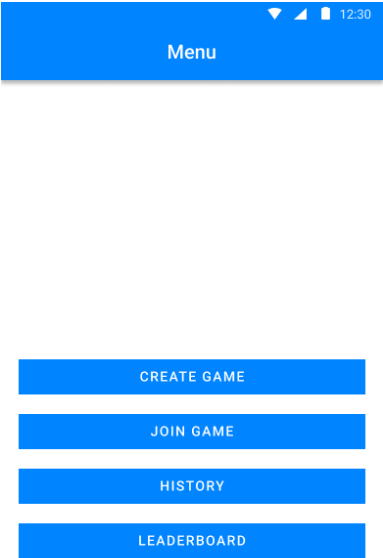 12:30
Menu
CREATE GAME
JOIN GAME
HISTORY
LEADERBOARD